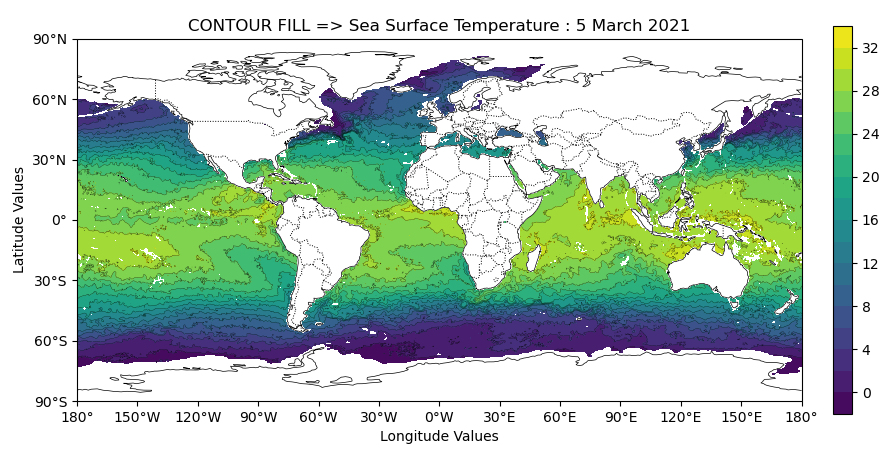 CONTOUR FILL => Sea Surface Temperature : 5 March 2021
90°N
60°N
30°N
0°
30°S
60°S
90°S
Latitude Values
180° 150°W 120°W 90°W 60°W 30°W 0°W 30°E 60°E 90°E 120°E 150°E 180°
Longitude Values
32
28
24
20
16
12
8
4
0